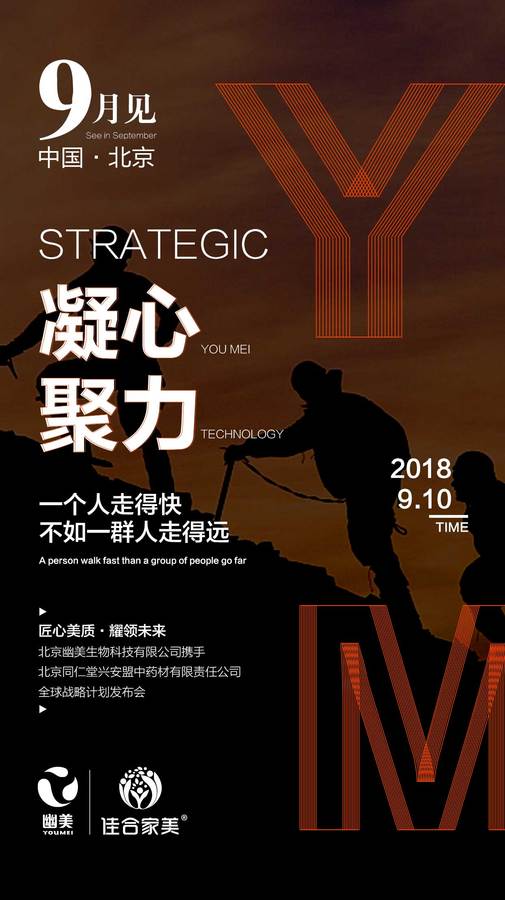 9月见
See in September
中国·北京
STRATEGIC
凝心
YOU MEI
聚力
TECHNOLOGY
2018
9.10
TIME
一个人走得快
不如一群人走得远
A person walk fast than a group of people go far
匠心美质·耀领未来
北京幽美生物科技有限公司携手
北京同仁堂兴安盟中药材有限责任公司
全球战略计划发布会
幽美
YOUMEI
佳合家美®
Y
M